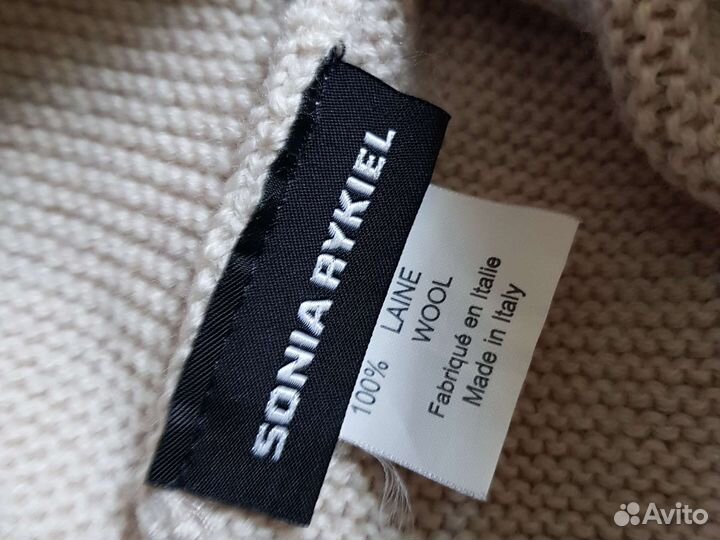 SONIA RYKIEL
100% LAINE
WOOL
Fabriqué en Italie
Made in Italy
Avito